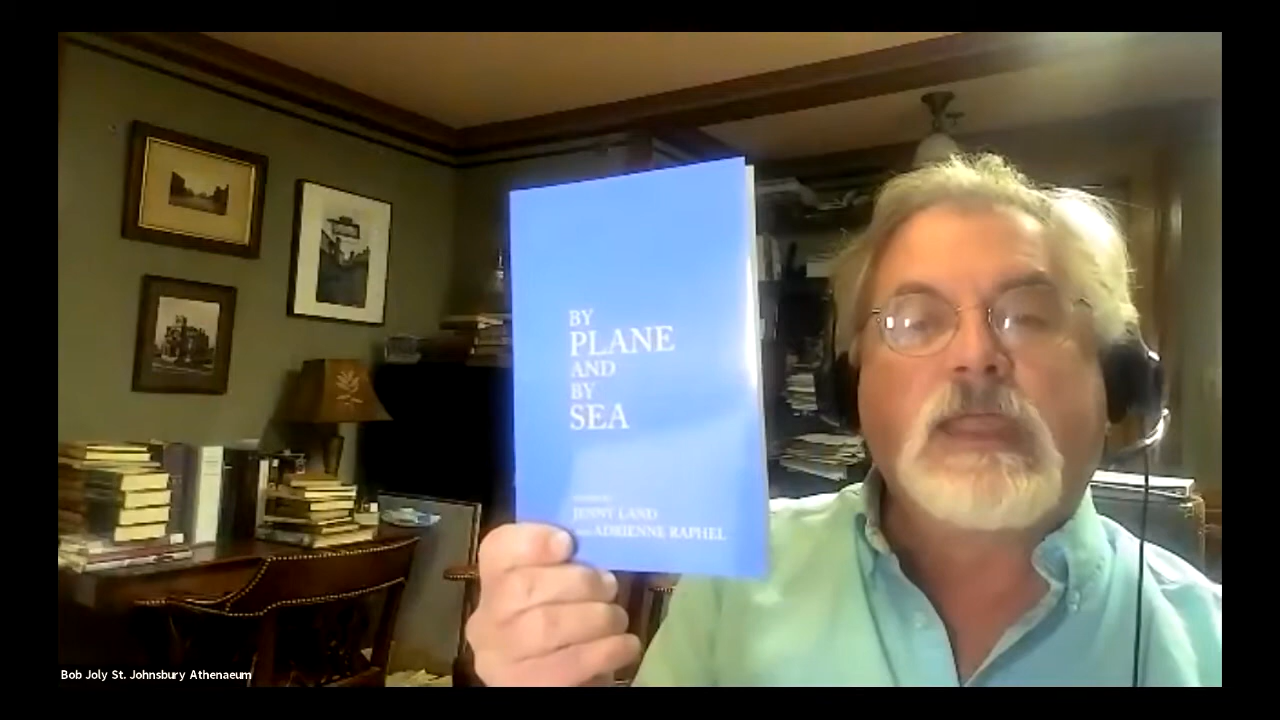 BY
PLANE
AND
BY
SEA
JENNY LAND
ADRIENNE RAPHEL
Bob Joly St. Johnsbury Athenaeum